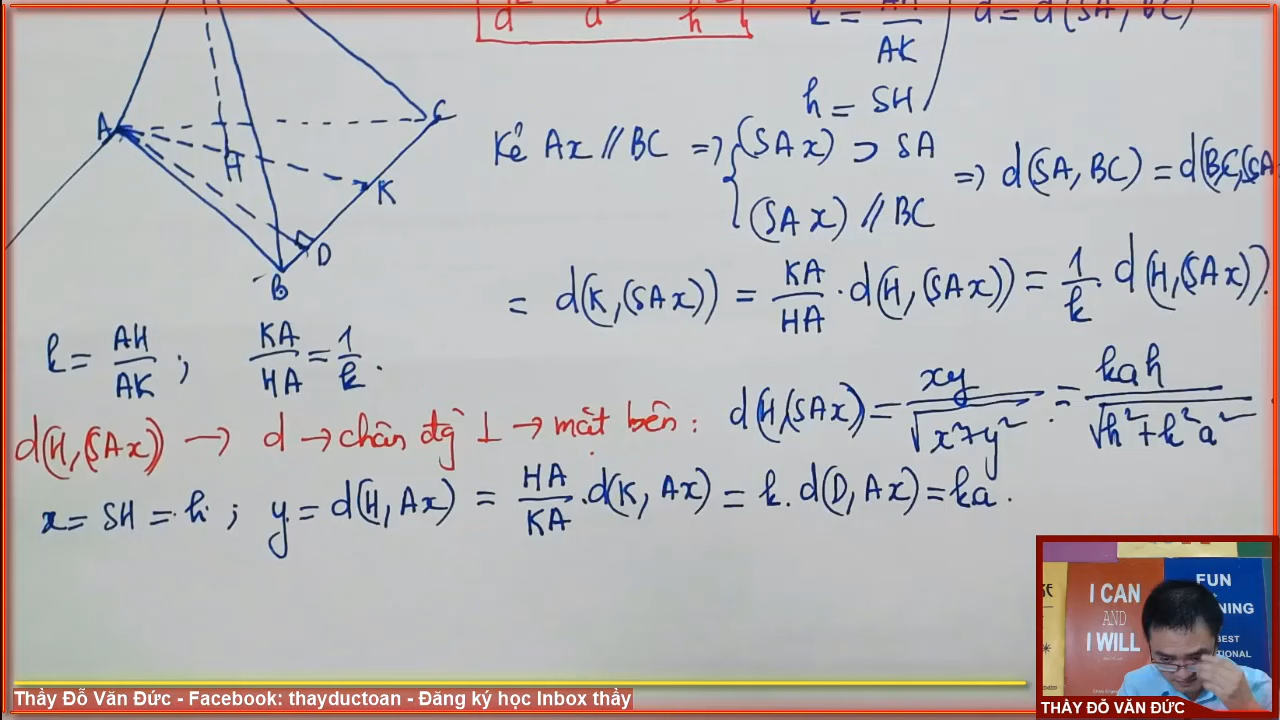 k = AH / AK
d = d(SA, BC)
h = SH
A
C
H
K
D
B
Kẻ Ax // BC => { (SAx) ⊃ SA
(SAx) // BC
=> d(SA, BC) = d(BC, (SA
= d(K, (SAx)) = KA/HA . d(H, (SAx)) = 1/k . d(H, (SAx)).
k = AH/AK ; KA/HA = 1/k .
d(H, (SAx) = xy / √x²+y² = kah / √h²+k²a² .
d(H, (SAx)) → d → chân đg ⊥ → mặt bên :
x = SH = h ; y = d(H, Ax) = HA/KA . d(K, Ax) = k . d(D, Ax) = ka .
I CAN
AND
I WILL
FUN
Thầy Đỗ Văn Đức - Facebook: thayductoan - Đăng ký học Inbox thầy
THẦY ĐỖ VĂN ĐỨC